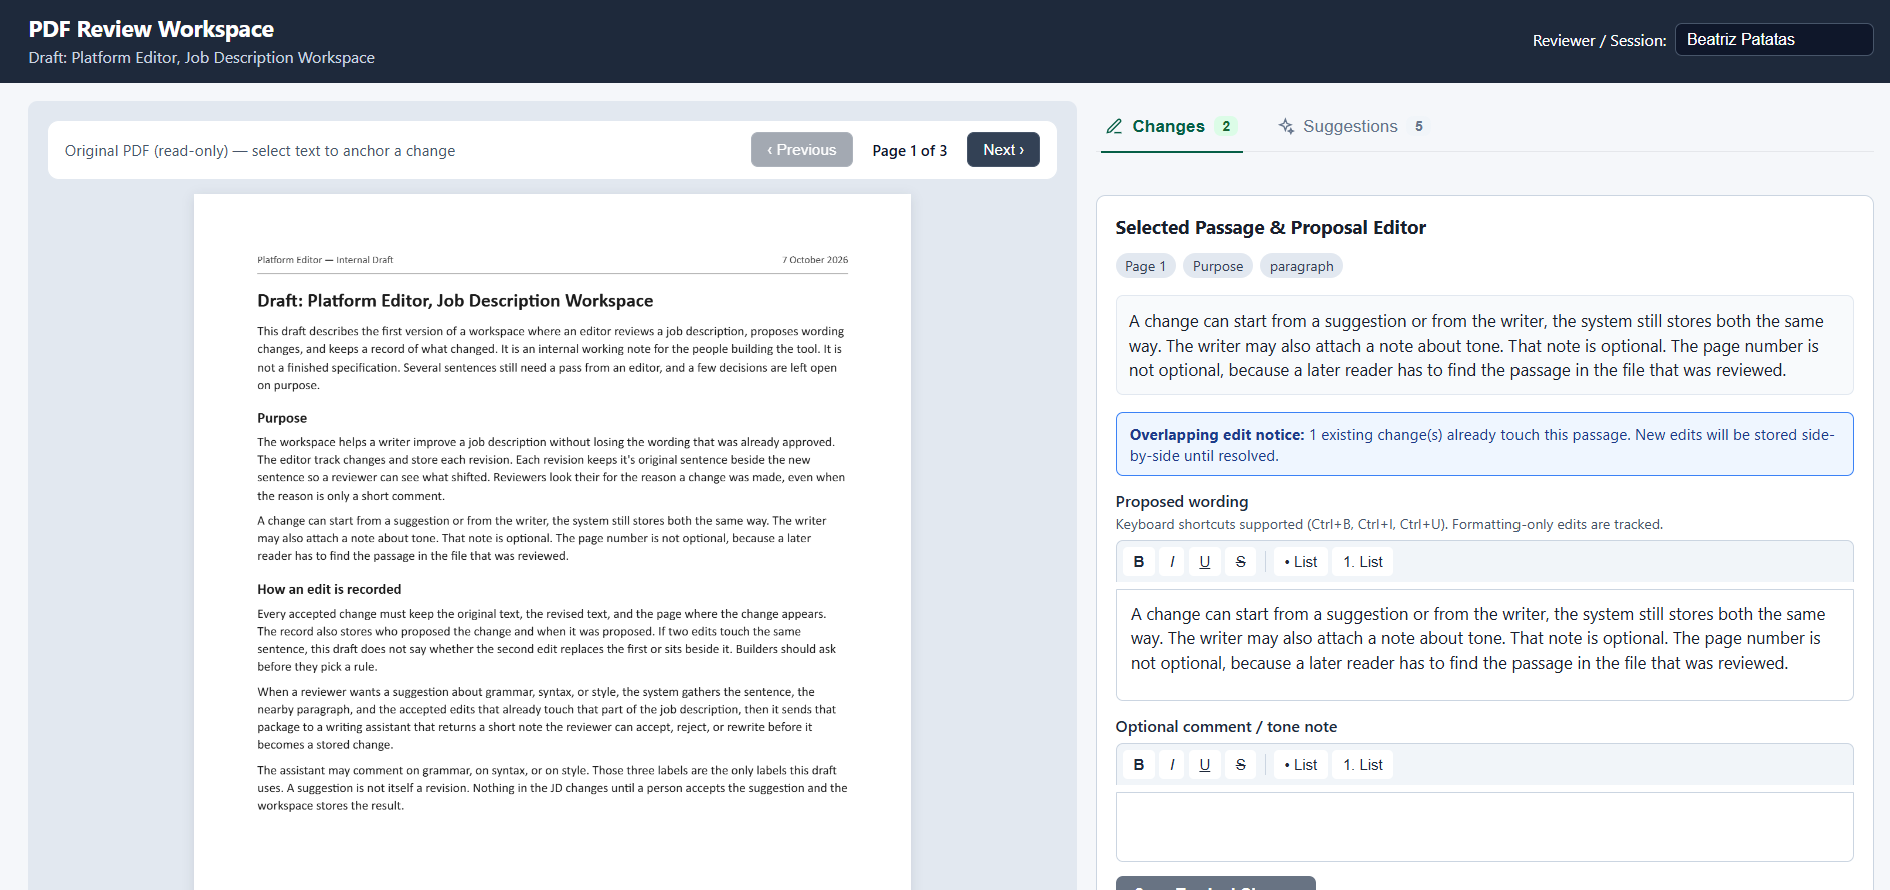 PDF Review Workspace
Draft: Platform Editor, Job Description Workspace
Reviewer / Session:
Beatriz Patatas
Original PDF (read-only) — select text to anchor a change
‹ Previous
Page 1 of 3
Next ›
Platform Editor — Internal Draft
7 October 2026
Draft: Platform Editor, Job Description Workspace
This draft describes the first version of a workspace where an editor reviews a job description, proposes wording
changes, and keeps a record of what changed. It is an internal working note for the people building the tool. It is
not a finished specification. Several sentences still need a pass from an editor, and a few decisions are left open
on purpose.
Purpose
The workspace helps a writer improve a job description without losing the wording that was already approved.
The editor track changes and store each revision. Each revision keeps it's original sentence beside the new
sentence so a reviewer can see what shifted. Reviewers look their for the reason a change was made, even when
the reason is only a short comment.
A change can start from a suggestion or from the writer, the system still stores both the same way. The writer
may also attach a note about tone. That note is optional. The page number is not optional, because a later
reader has to find the passage in the file that was reviewed.
How an edit is recorded
Every accepted change must keep the original text, the revised text, and the page where the change appears.
The record also stores who proposed the change and when it was proposed. If two edits touch the same
sentence, this draft does not say whether the second edit replaces the first or sits beside it. Builders should ask
before they pick a rule.
When a reviewer wants a suggestion about grammar, syntax, or style, the system gathers the sentence, the
nearby paragraph, and the accepted edits that already touch that part of the job description, then it sends that
package to a writing assistant that returns a short note the reviewer can accept, reject, or rewrite before it
becomes a stored change.
The assistant may comment on grammar, on syntax, or on style. Those three labels are the only labels this draft
uses. A suggestion is not itself a revision. Nothing in the JD changes until a person accepts the suggestion and the
workspace stores the result.
Changes 2
Suggestions 5
Selected Passage & Proposal Editor
Page 1
Purpose
paragraph
A change can start from a suggestion or from the writer, the system still stores both the same
way. The writer may also attach a note about tone. That note is optional. The page number is
not optional, because a later reader has to find the passage in the file that was reviewed.
Overlapping edit notice: 1 existing change(s) already touch this passage. New edits will be stored side-
by-side until resolved.
Proposed wording
Keyboard shortcuts supported (Ctrl+B, Ctrl+I, Ctrl+U). Formatting-only edits are tracked.
B I U S • List 1. List
A change can start from a suggestion or from the writer, the system still stores both the same
way. The writer may also attach a note about tone. That note is optional. The page number is
not optional, because a later reader has to find the passage in the file that was reviewed.
Optional comment / tone note
B I U S • List 1. List